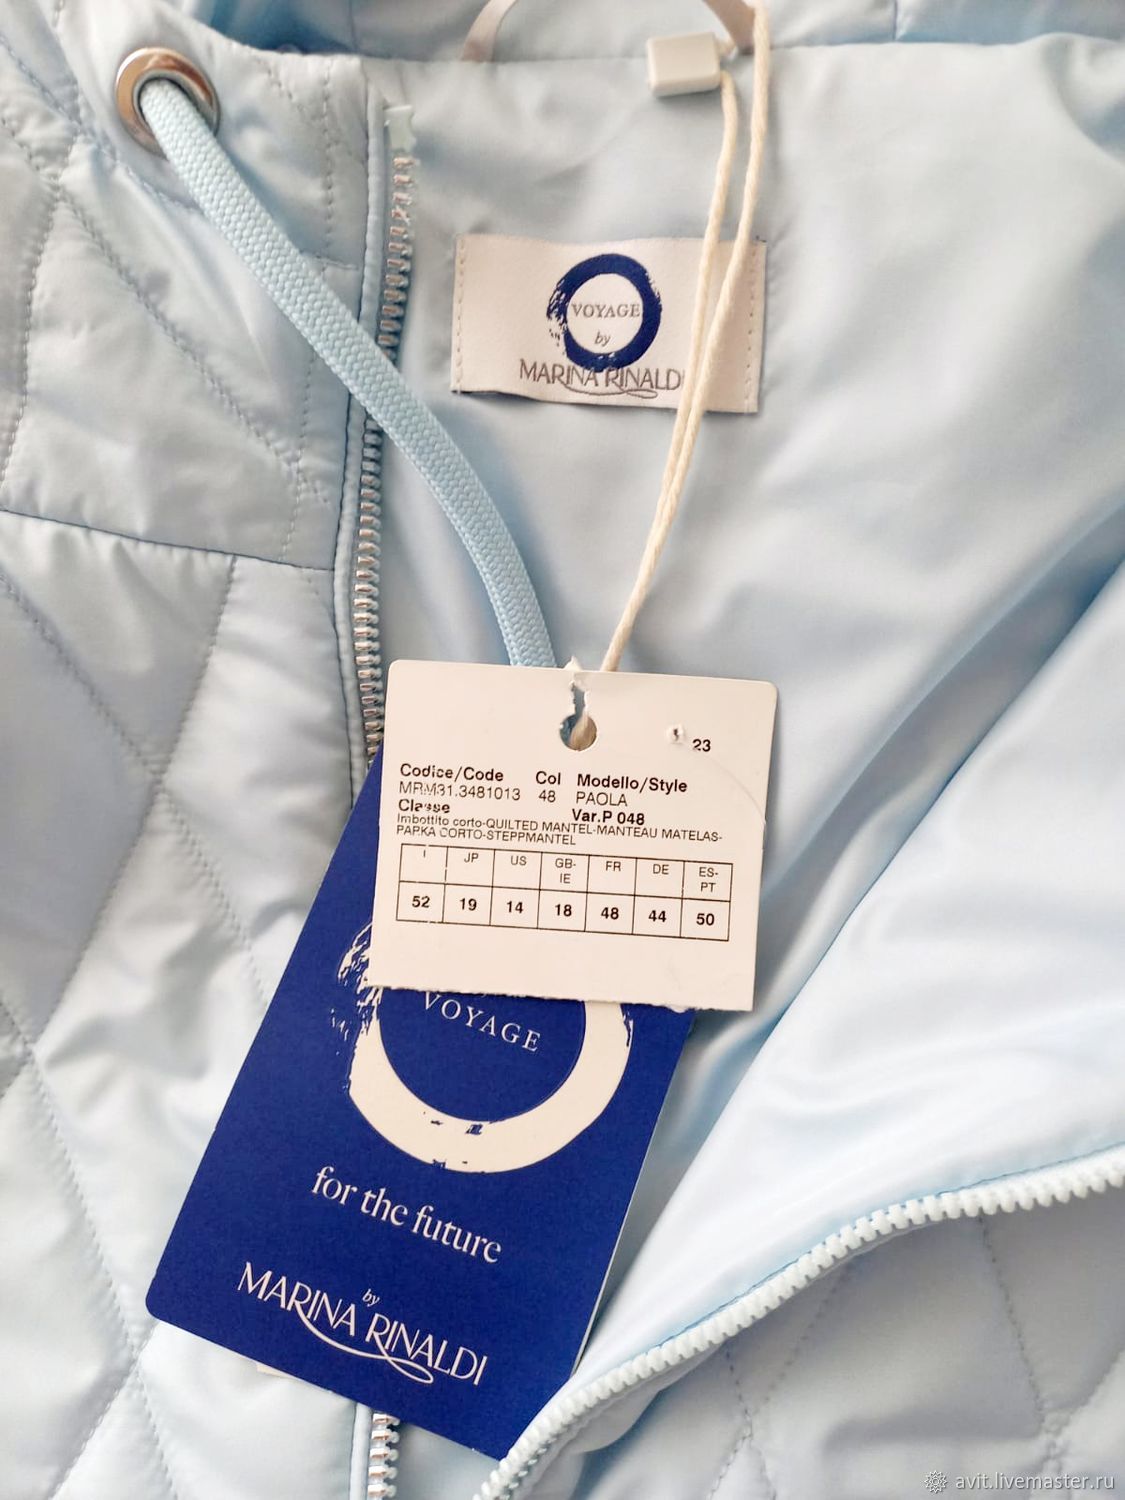 VOYAGE
by
MARINA RINALDI
23
Codice/Code Col Modello/Style
MRM31.3481013 48 PAOLA
Classe Var.P 048
Imbottito corto-QUILTED MANTEL-MANTEAU MATELAS-
PARKA CORTO-STEPPMANTEL
I JP US GB-IE FR DE ES-PT
52 19 14 18 48 44 50
VOYAGE
for the future
by
MARINA RINALDI
avit.livemaster.ru